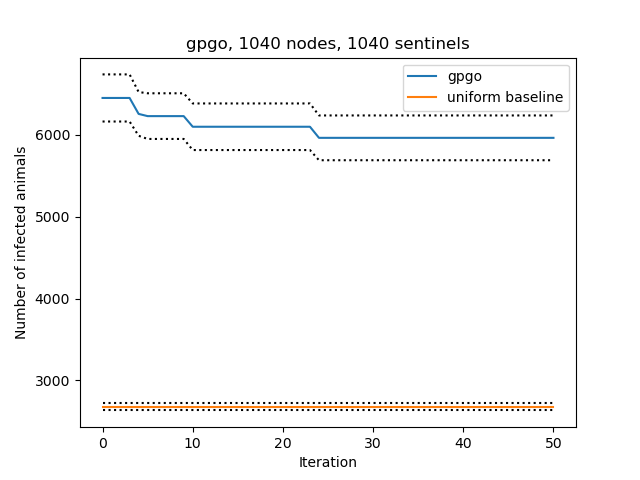 gpgo, 1040 nodes, 1040 sentinels
gpgo
uniform baseline
Number of infected animals
6000
5000
4000
3000
0 10 20 30 40 50
Iteration